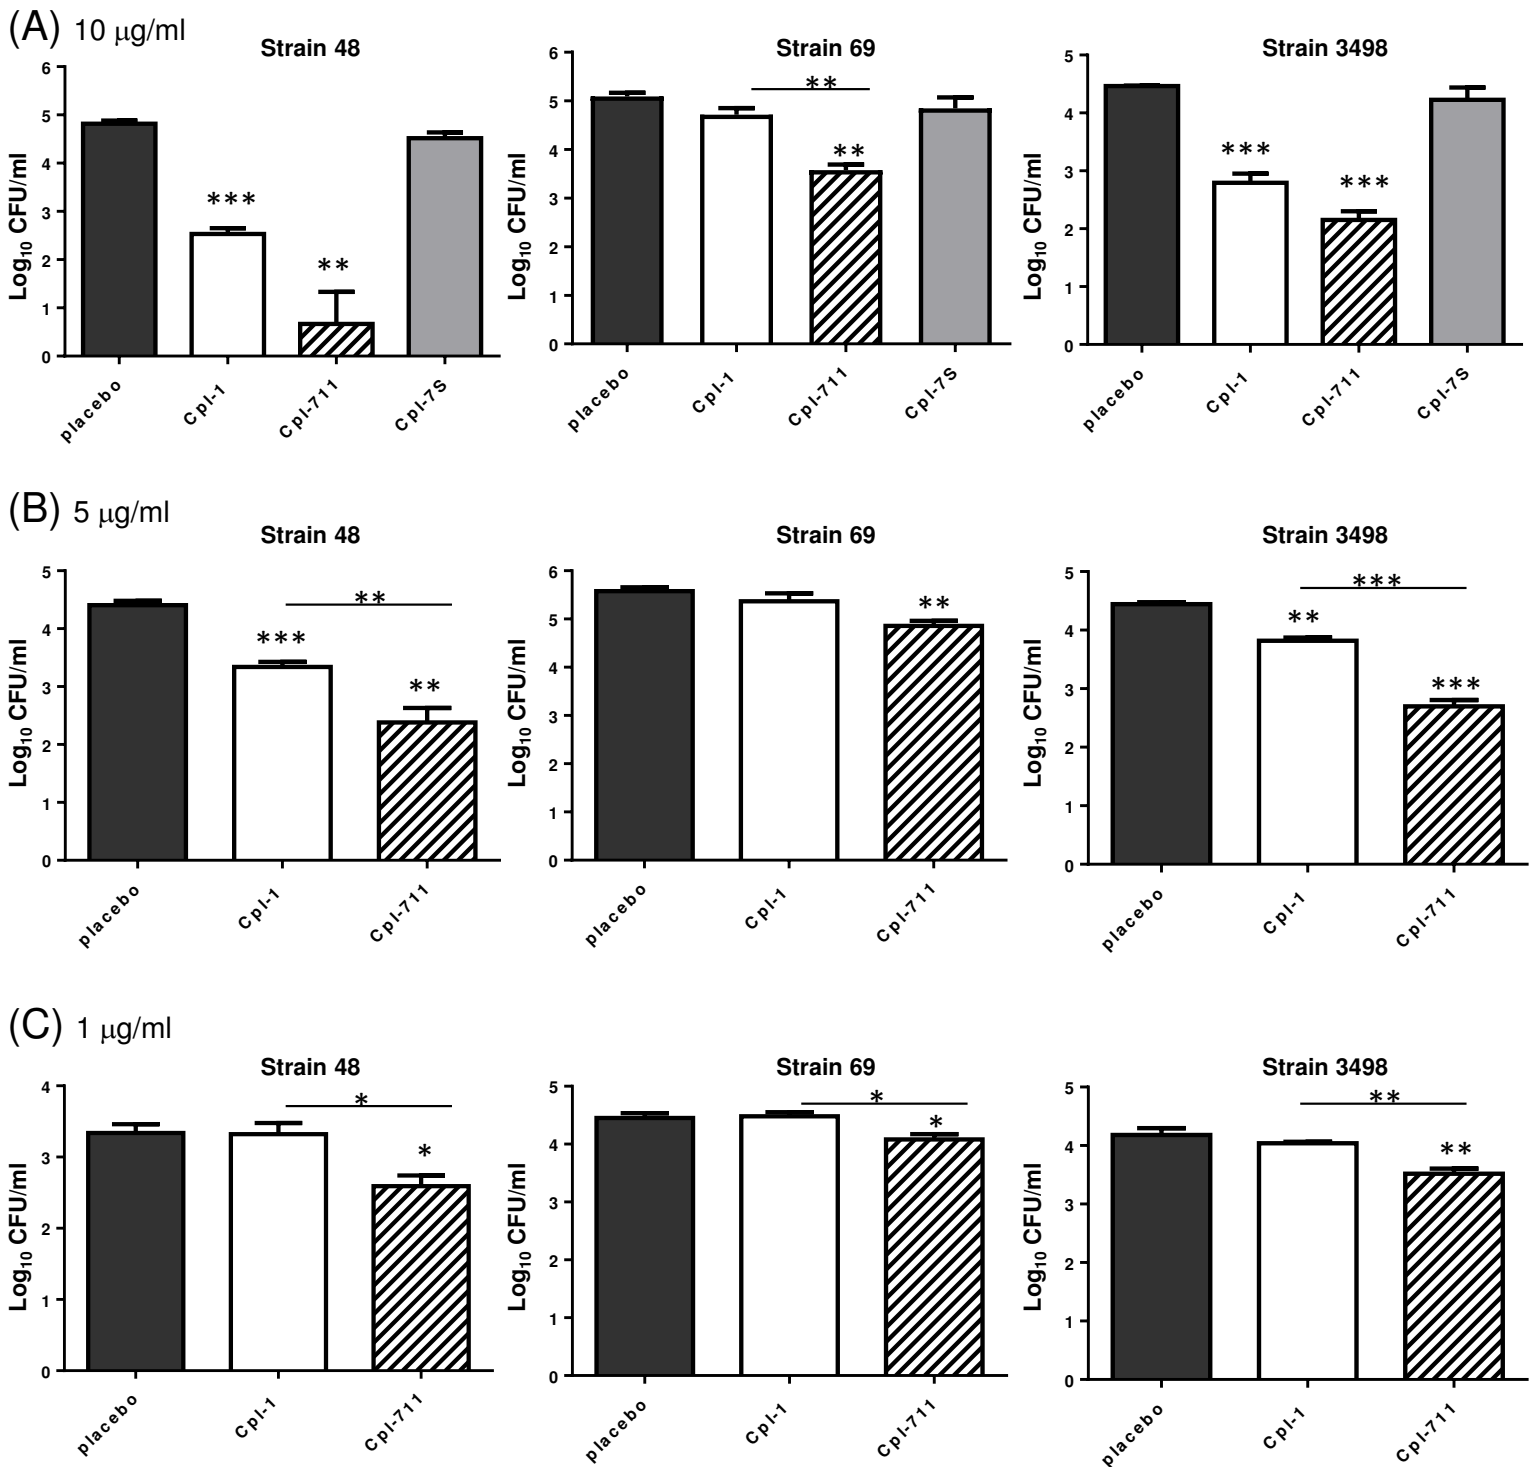 (A) 10 μg/ml
Strain 48
Log10 CFU/ml
6
5
4
3
2
1
0
***
**
placebo
Cpl-1
Cpl-711
Cpl-7S
Strain 69
Log10 CFU/ml
6
5
4
3
2
1
0
**
**
placebo
Cpl-1
Cpl-711
Cpl-7S
Strain 3498
Log10 CFU/ml
5
4
3
2
1
0
***
***
placebo
Cpl-1
Cpl-711
Cpl-7S
(B) 5 μg/ml
Strain 48
Log10 CFU/ml
5
4
3
2
1
0
**
***
**
placebo
Cpl-1
Cpl-711
Strain 69
Log10 CFU/ml
6
5
4
3
2
1
0
**
placebo
Cpl-1
Cpl-711
Strain 3498
Log10 CFU/ml
5
4
3
2
1
0
***
**
***
placebo
Cpl-1
Cpl-711
(C) 1 μg/ml
Strain 48
Log10 CFU/ml
4
3
2
1
0
*
*
placebo
Cpl-1
Cpl-711
Strain 69
Log10 CFU/ml
5
4
3
2
1
0
*
*
placebo
Cpl-1
Cpl-711
Strain 3498
Log10 CFU/ml
5
4
3
2
1
0
**
**
placebo
Cpl-1
Cpl-711